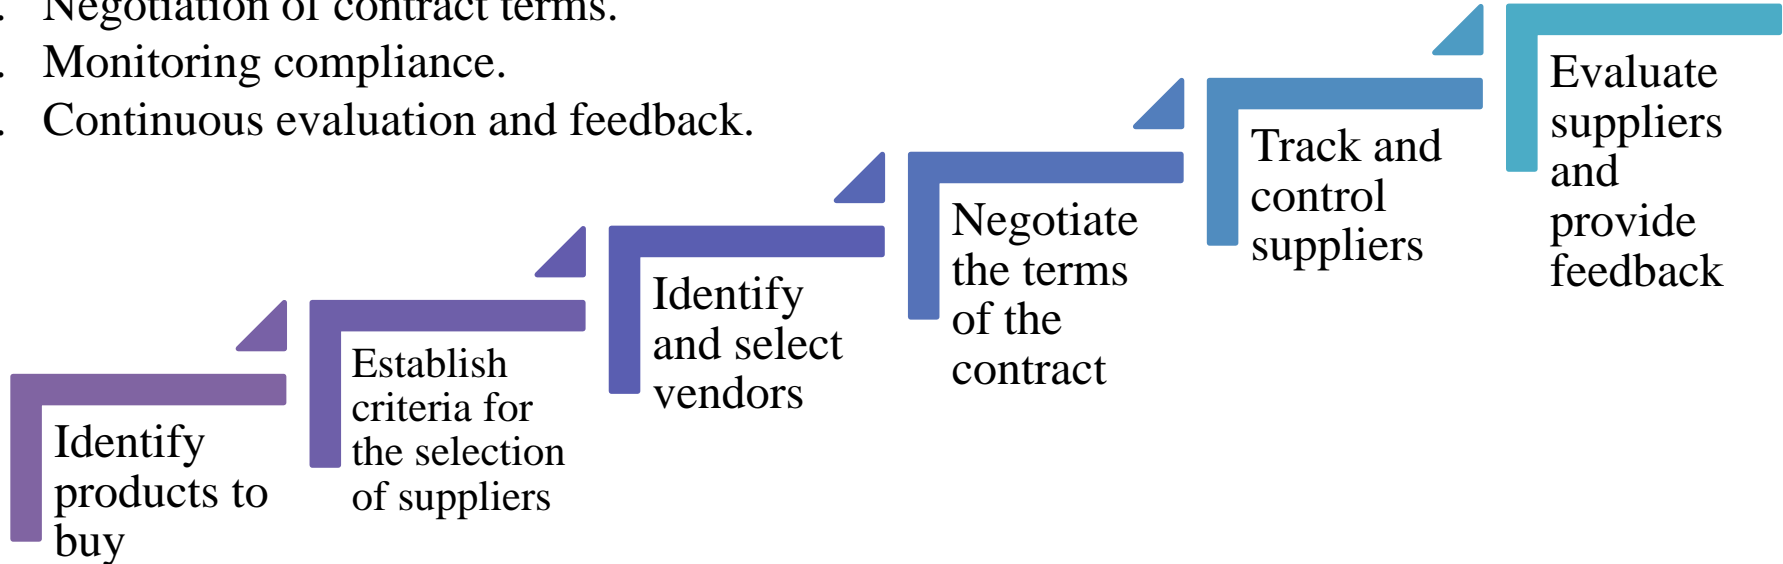 . Negotiation of contract terms.
. Monitoring compliance.
. Continuous evaluation and feedback.
Identify
products to
buy
Establish
criteria for
the selection
of suppliers
Identify
and select
vendors
Negotiate
the terms
of the
contract
Track and
control
suppliers
Evaluate
suppliers
and
provide
feedback